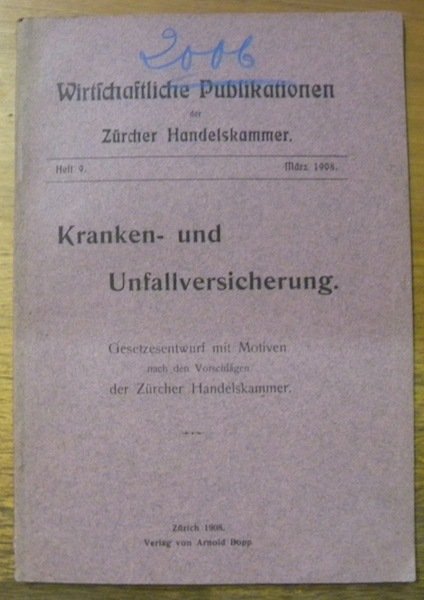 2006
Wirtschaftliche Publikationen
der
Zürcher Handelskammer.
Heft 9. März 1908.
Kranken- und
Unfallversicherung.
Gesetzesentwurf mit Motiven
nach den Vorschlägen
der Zürcher Handelskammer.
Zürich 1908.
Verlag von Arnold Bopp